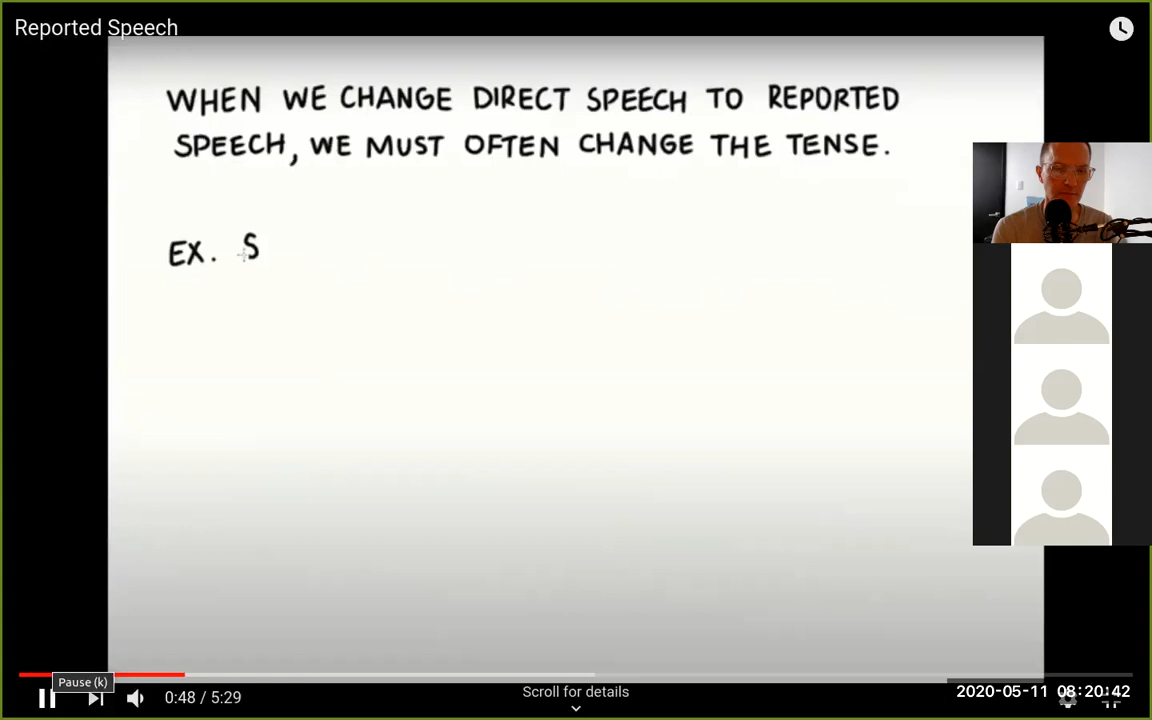 Reported Speech
WHEN WE CHANGE DIRECT SPEECH TO REPORTED
SPEECH, WE MUST OFTEN CHANGE THE TENSE.
EX. S
Pause (k)
0:48 / 5:29
Scroll for details
2020-05-11 08:20:42